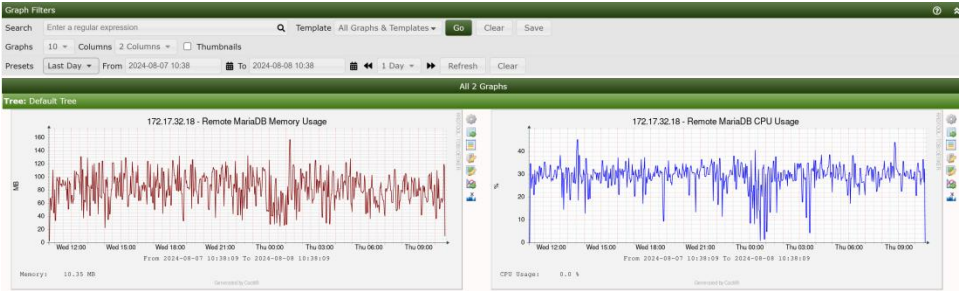 Graph Filters
Search Enter a regular expression Template All Graphs & Templates Go Clear Save
Graphs 10 Columns 2 Columns Thumbnails
Presets Last Day From 2024-08-07 10:38 To 2024-08-08 10:38 1 Day Refresh Clear
All 2 Graphs
Tree: Default Tree
172.17.32.18 - Remote MariaDB Memory Usage
160
140
120
100
80
60
40
20
0
MB
Wed 12:00 Wed 15:00 Wed 18:00 Wed 21:00 Thu 00:00 Thu 03:00 Thu 06:00 Thu 09:00
From 2024-08-07 10:38:09 To 2024-08-08 10:38:09
Memory: 10.35 MB
Generated by Cacti®
172.17.32.18 - Remote MariaDB CPU Usage
40
30
20
10
0
%
Wed 12:00 Wed 15:00 Wed 18:00 Wed 21:00 Thu 00:00 Thu 03:00 Thu 06:00 Thu 09:00
From 2024-08-07 10:38:09 To 2024-08-08 10:38:09
CPU Usage: 0.0 %
Generated by Cacti®